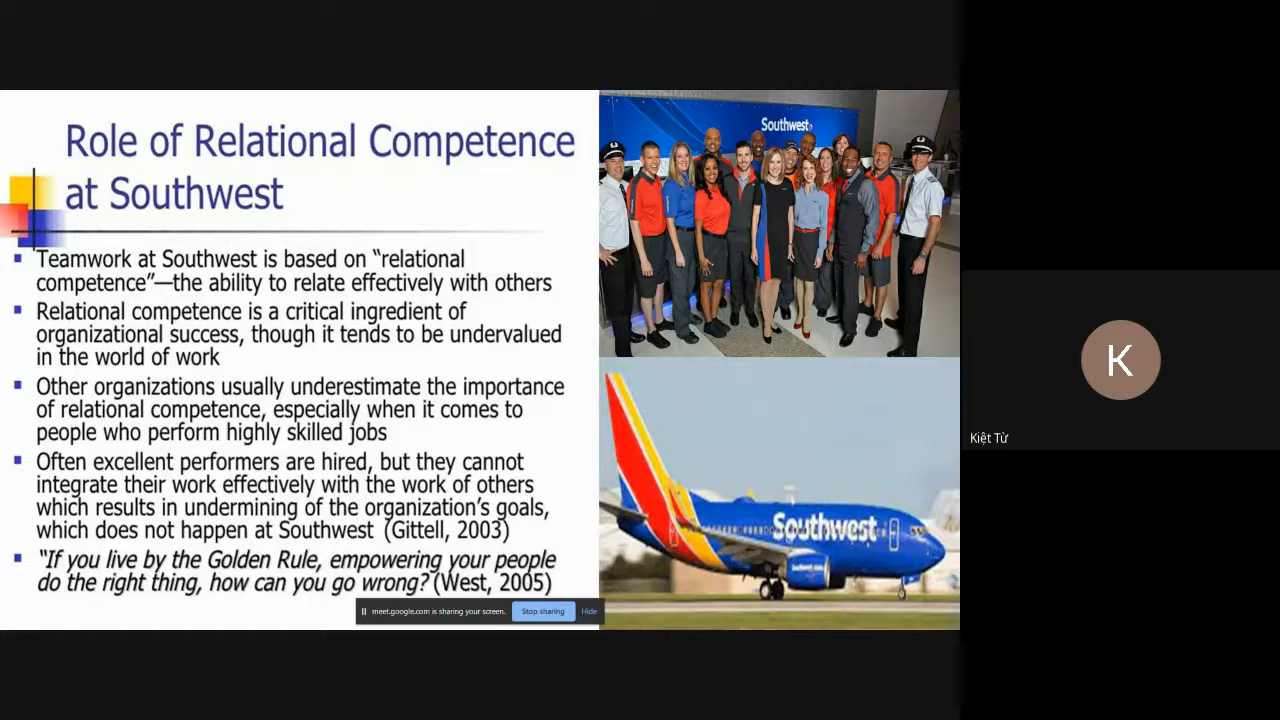 Role of Relational Competence
at Southwest
Teamwork at Southwest is based on “relational
competence”—the ability to relate effectively with others
Relational competence is a critical ingredient of
organizational success, though it tends to be undervalued
in the world of work
Other organizations usually underestimate the importance
of relational competence, especially when it comes to
people who perform highly skilled jobs
Often excellent performers are hired, but they cannot
integrate their work effectively with the work of others
which results in undermining of the organization’s goals,
which does not happen at Southwest (Gittell, 2003)
“If you live by the Golden Rule, empowering your people
do the right thing, how can you go wrong? (West, 2005)
meet.google.com is sharing your screen. Stop sharing Hide
Southwest
Southwest
Southwest
K
Kiệt Từ